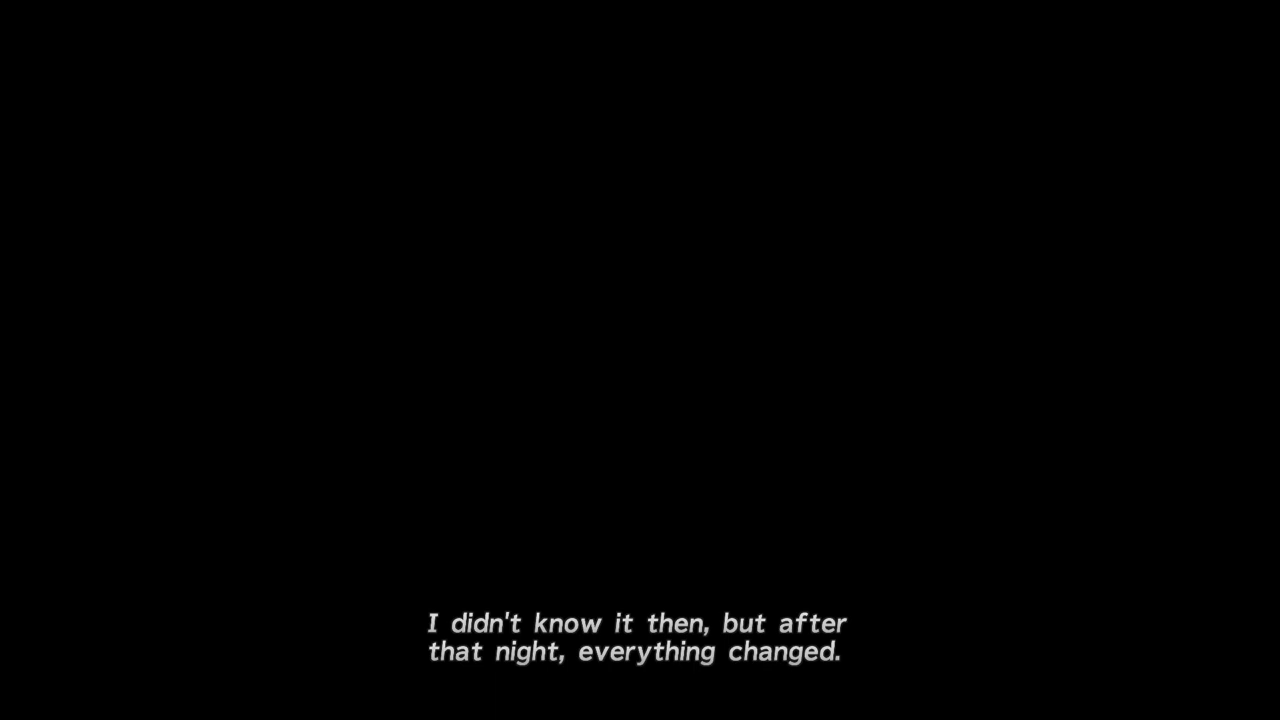 I didn't know it then, but after
that night, everything changed.